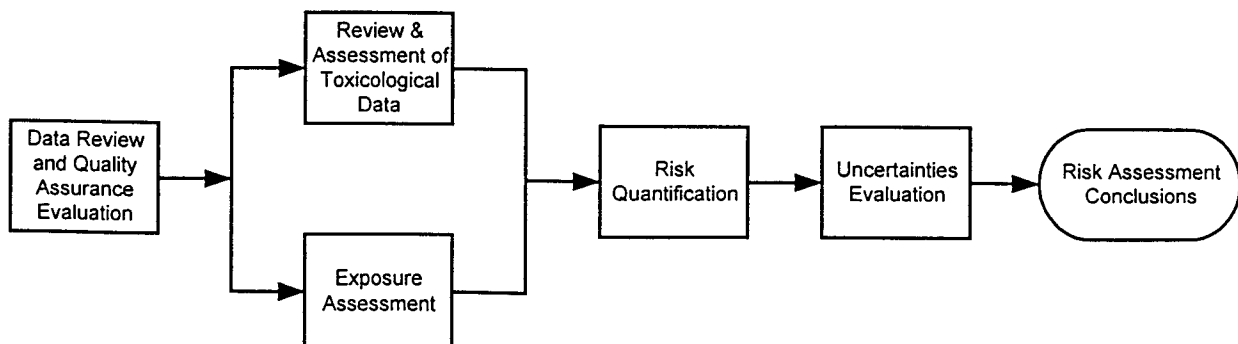 Data Review
and Quality
Assurance
Evaluation
Review &
Assessment of
Toxicological
Data
Exposure
Assessment
Risk
Quantification
Uncertainties
Evaluation
Risk Assessment
Conclusions